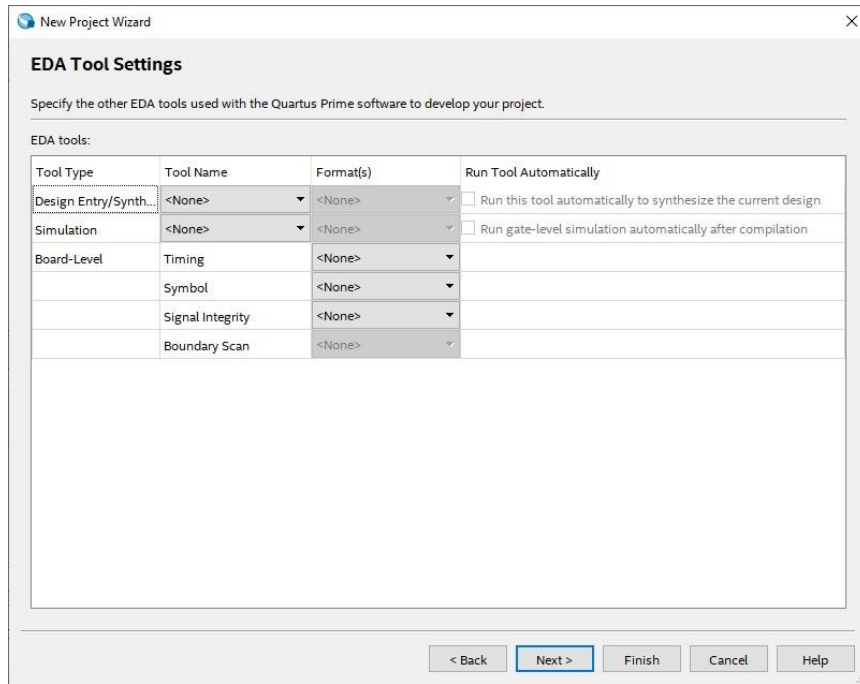 New Project Wizard
EDA Tool Settings
Specify the other EDA tools used with the Quartus Prime software to develop your project.
EDA tools:
Tool Type Tool Name Format(s) Run Tool Automatically
Design Entry/Synth... <None> <None> Run this tool automatically to synthesize the current design
Simulation <None> <None> Run gate-level simulation automatically after compilation
Board-Level Timing <None>
Symbol <None>
Signal Integrity <None>
Boundary Scan <None>
< Back Next > Finish Cancel Help